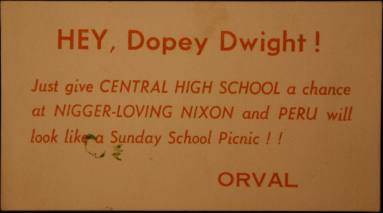 HEY, Dopey Dwight !
Just give CENTRAL HIGH SCHOOL a chance
at NIGGER-LOVING NIXON and PERU will
look like a Sunday School Picnic ! !
ORVAL